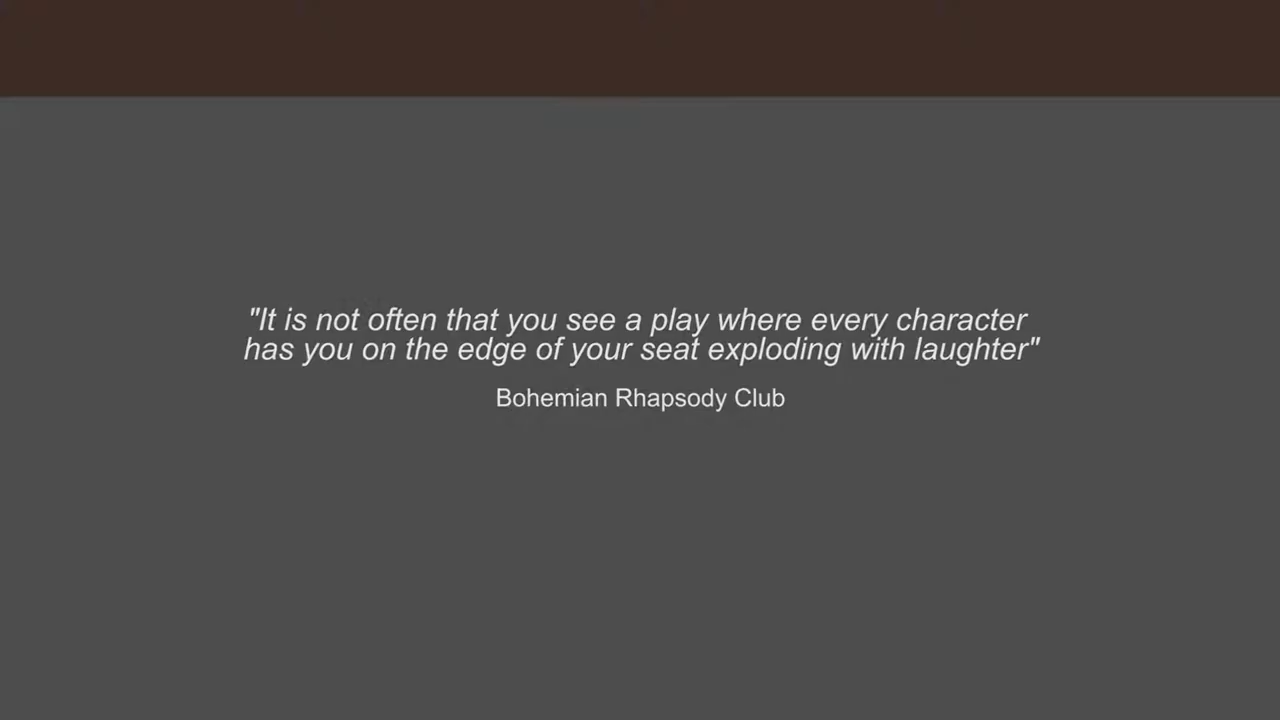 "It is not often that you see a play where every character
has you on the edge of your seat exploding with laughter"
Bohemian Rhapsody Club